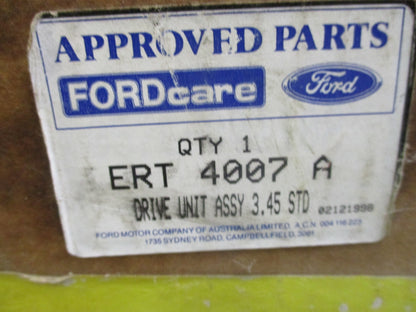 APPROVED PARTS
FORDcare
Ford
QTY 1
ERT 4007 A
DRIVE UNIT ASSY 3.45 STD 02121998
FORD MOTOR COMPANY OF AUSTRALIA LIMITED. A.C.N. 004 116 223
1735 SYDNEY ROAD, CAMPBELLFIELD, 3061